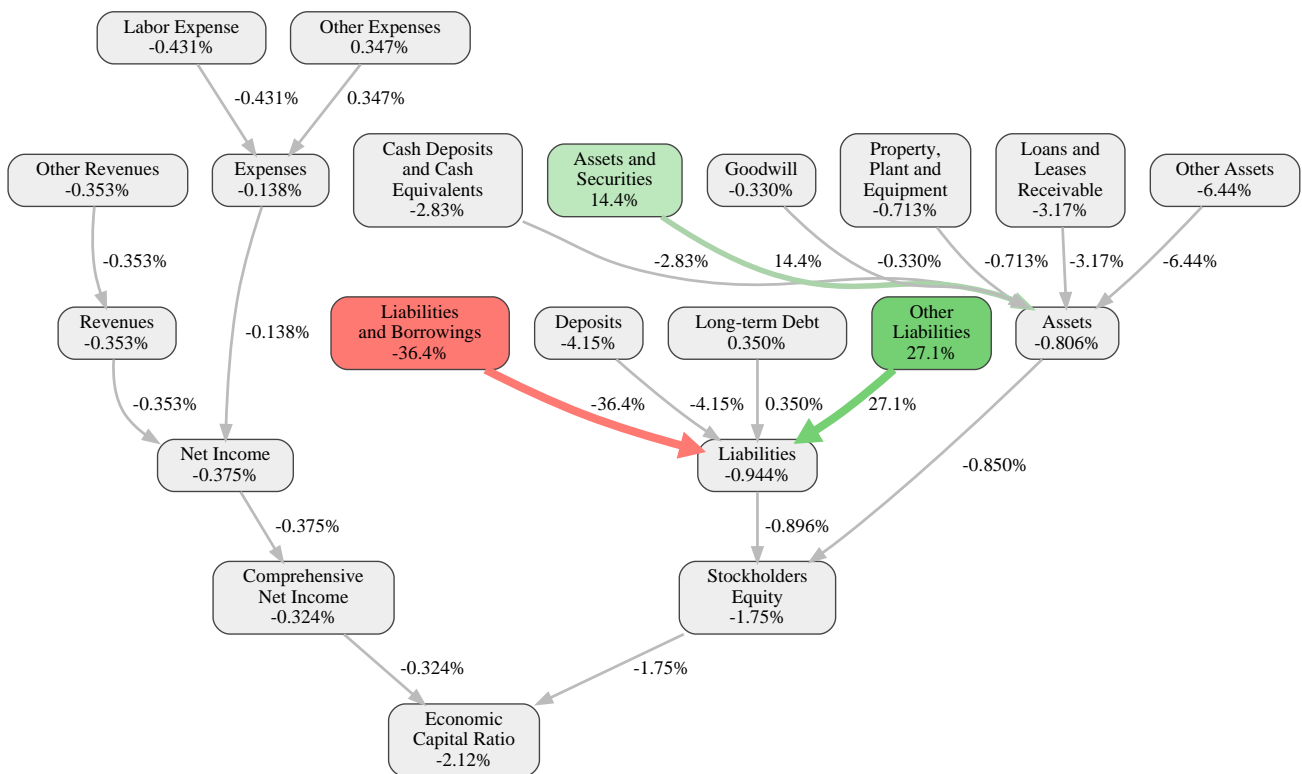 Labor Expense
-0.431%
Other Expenses
0.347%
-0.431%
0.347%
Other Revenues
-0.353%
Expenses
-0.138%
Cash Deposits
and Cash
Equivalents
-2.83%
Assets and
Securities
14.4%
Goodwill
-0.330%
Property,
Plant and
Equipment
-0.713%
Loans and
Leases
Receivable
-3.17%
Other Assets
-6.44%
-0.353%
-2.83%
14.4%
-0.330%
-0.713%
-3.17%
-6.44%
Revenues
-0.353%
-0.138%
Liabilities
and Borrowings
-36.4%
Deposits
-4.15%
Long-term Debt
0.350%
Other
Liabilities
27.1%
Assets
-0.806%
-0.353%
-36.4%
-4.15%
0.350%
27.1%
Net Income
-0.375%
Liabilities
-0.944%
-0.850%
-0.375%
-0.896%
Comprehensive
Net Income
-0.324%
Stockholders
Equity
-1.75%
-0.324%
-1.75%
Economic
Capital Ratio
-2.12%